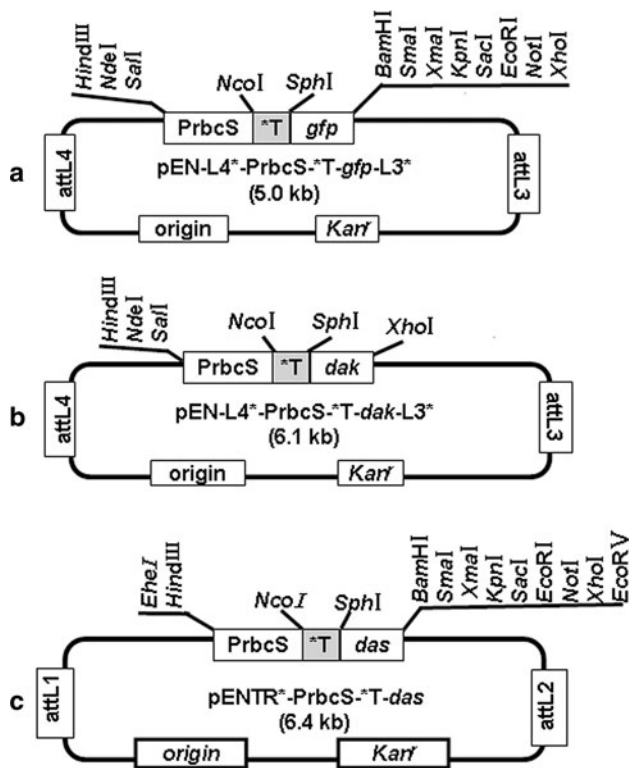 a
HindIII
NdeI
SalI
NcoI
SphI
BamHI
SmaI
XmaI
KpnI
SacI
EcoRI
NotI
XhoI
PrbcS *T gfp
attL4
attL3
pEN-L4*-PrbcS-*T-gfp-L3*
(5.0 kb)
origin Kanr
b
HindIII
NdeI
SalI
NcoI
SphI
XhoI
PrbcS *T dak
attL4
attL3
pEN-L4*-PrbcS-*T-dak-L3*
(6.1 kb)
origin Kanr
c
EheI
HindIII
NcoI
SphI
BamHI
SmaI
XmaI
KpnI
SacI
EcoRI
NotI
XhoI
EcoRV
PrbcS *T das
attL1
attL2
pENTR*-PrbcS-*T-das
(6.4 kb)
origin Kanr